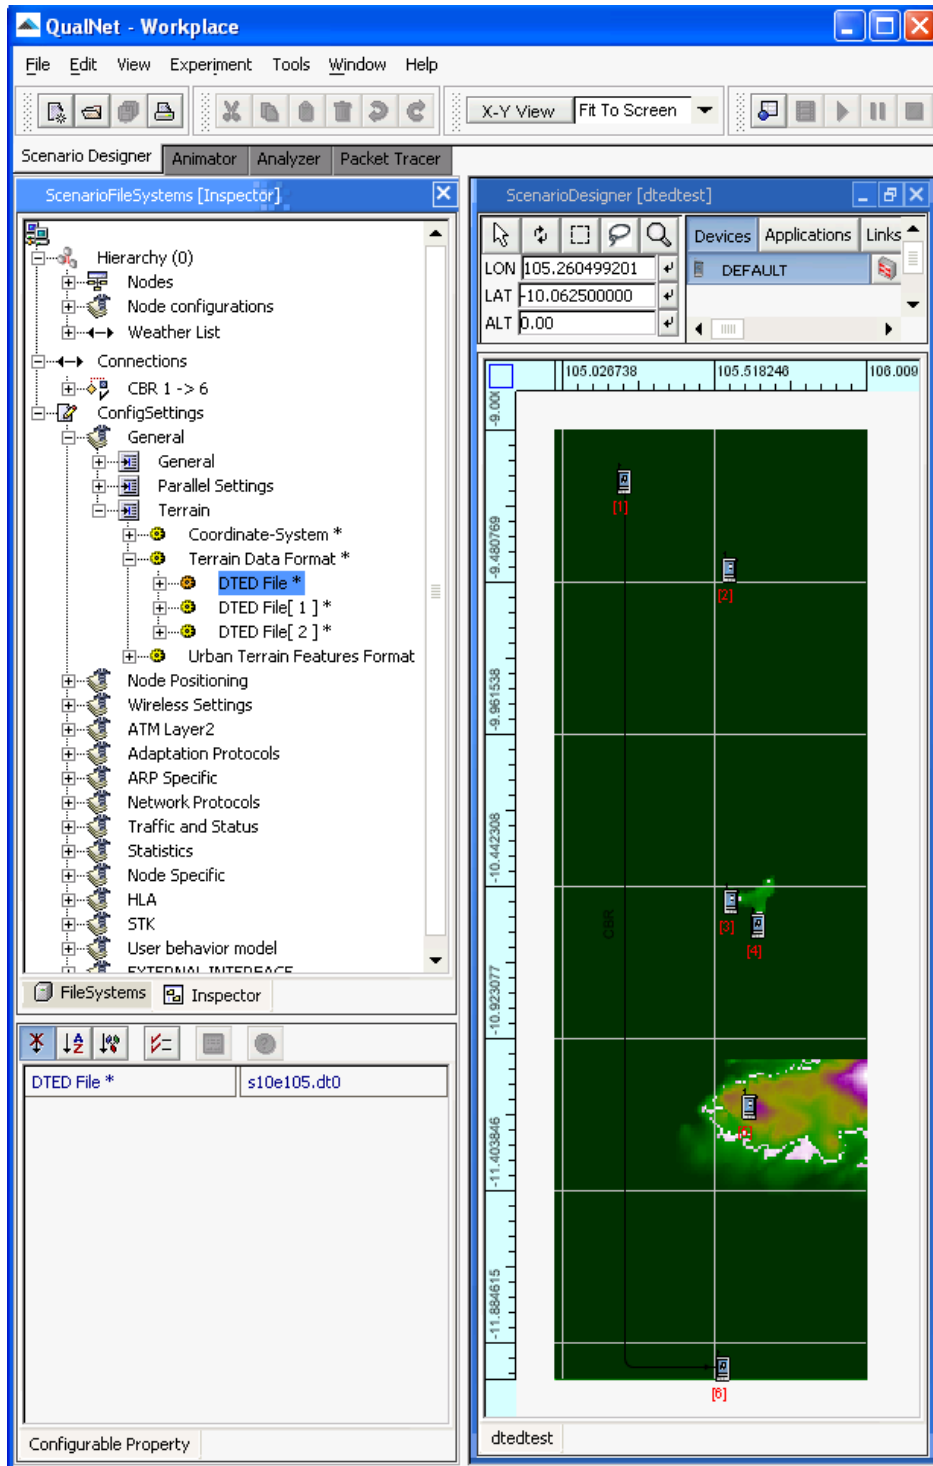 QualNet - Workplace
File Edit View Experiment Tools Window Help
X-Y View Fit To Screen
Scenario Designer Animator Analyzer Packet Tracer
ScenarioFileSystems [Inspector]
Hierarchy (0)
Nodes
Node configurations
Weather List
Connections
CBR 1 -> 6
ConfigSettings
General
General
Parallel Settings
Terrain
Coordinate-System *
Terrain Data Format *
DTED File *
DTED File[ 1 ] *
DTED File[ 2 ] *
Urban Terrain Features Format
Node Positioning
Wireless Settings
ATM Layer2
Adaptation Protocols
ARP Specific
Network Protocols
Traffic and Status
Statistics
Node Specific
HLA
STK
User behavior model
EXTERNAL INTERFACE
FileSystems Inspector
DTED File * s10e105.dt0
Configurable Property
ScenarioDesigner [dtedtest]
Devices Applications Links
LON 105.260499201
DEFAULT
LAT -10.062500000
ALT 0.00
105.026738 105.518246 106.009
-9.00
-9.480769
-9.961538
-10.442308
-10.923077
-11.403846
-11.884615
[1]
[2]
CBR
[3]
[4]
[5]
[6]
dtedtest